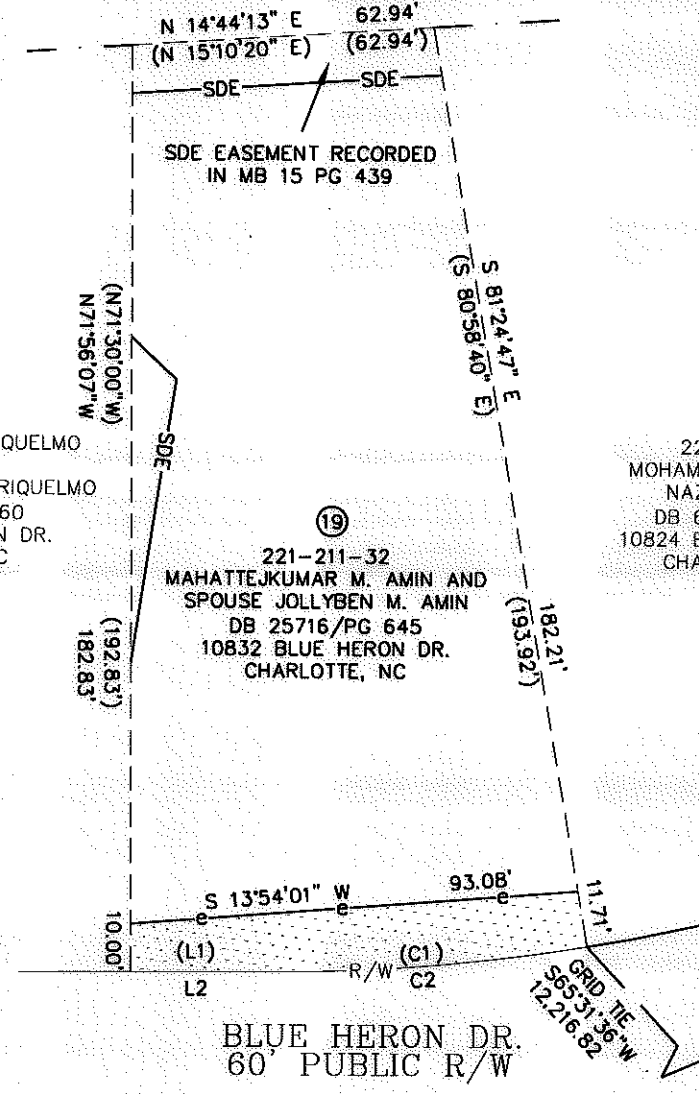 N 14°44'13" E 62.94'
(N 15°10'20" E) (62.94')
SDE SDE
SDE EASEMENT RECORDED
IN MB 15 PG 439
S 81°24'47" E
(S 80°58'40" E)
(N71°30'00"W)
N71°56'07"W
SDE
QUELMO
RIQUELMO
60
N DR.
C
22
MOHAM
NAZ
DB 6
10824 B
CHA
19
221-211-32
MAHATTEJKUMAR M. AMIN AND
SPOUSE JOLLYBEN M. AMIN
DB 25716/PG 645
10832 BLUE HERON DR.
CHARLOTTE, NC
(192.83')
182.83'
182.21'
(193.92')
S 13°54'01" W 93.08'
e e e
10.00'
11.71'
(L1) (C1)
R/W
L2 C2
GRID TIE
S65°31'36"W
12,216.82
BLUE HERON DR.
60' PUBLIC R/W